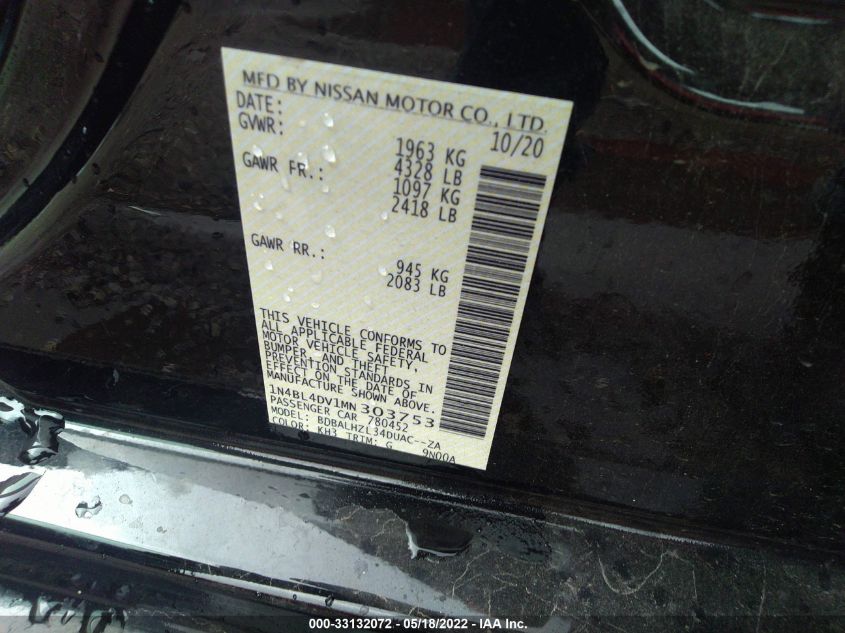 MFD BY NISSAN MOTOR CO., LTD.
DATE: 10/20
GVWR: 1963 KG
4328 LB
GAWR FR.: 1097 KG
2418 LB
GAWR RR.: 945 KG
2083 LB
THIS VEHICLE CONFORMS TO
ALL APPLICABLE FEDERAL
MOTOR VEHICLE SAFETY,
BUMPER, AND THEFT
PREVENTION STANDARDS IN
EFFECT ON THE DATE OF
MANUFACTURE SHOWN ABOVE.
1N4BL4DV1MN303753
PASSENGER CAR 780452
MODEL: BDBALHZL34DUAC--ZA
COLOR: KH3 TRIM: G 9N00A
000-33132072 - 05/18/2022 - IAA Inc.